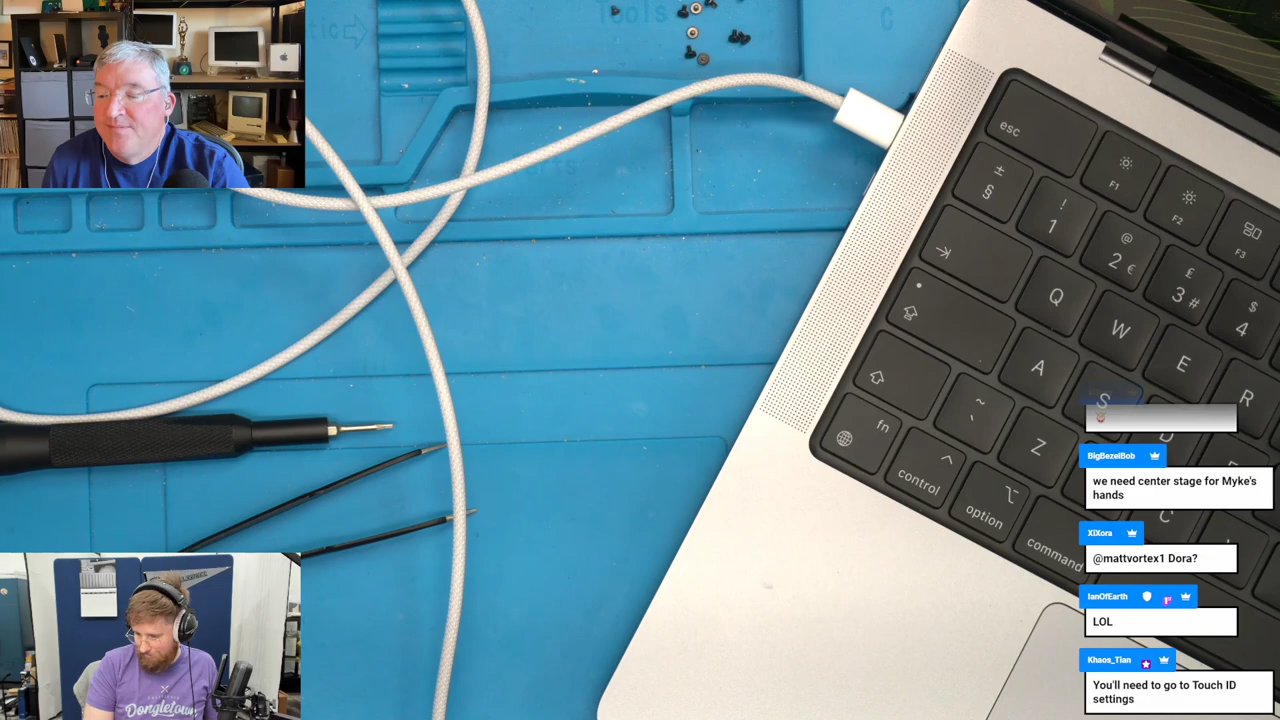 Tools
C
esc
F1
F2
F3
±
§
!
1
@
2 €
£
3 #
$
4
Q
W
E
R
A
S
D
~
`
Z
C
fn
control
option
command
BigBezelBob
we need center stage for Myke's
hands
XiXora
@mattvortex1 Dora?
IanOfEarth
LOL
Khaos_Tian
You'll need to go to Touch ID
settings
Dongletown